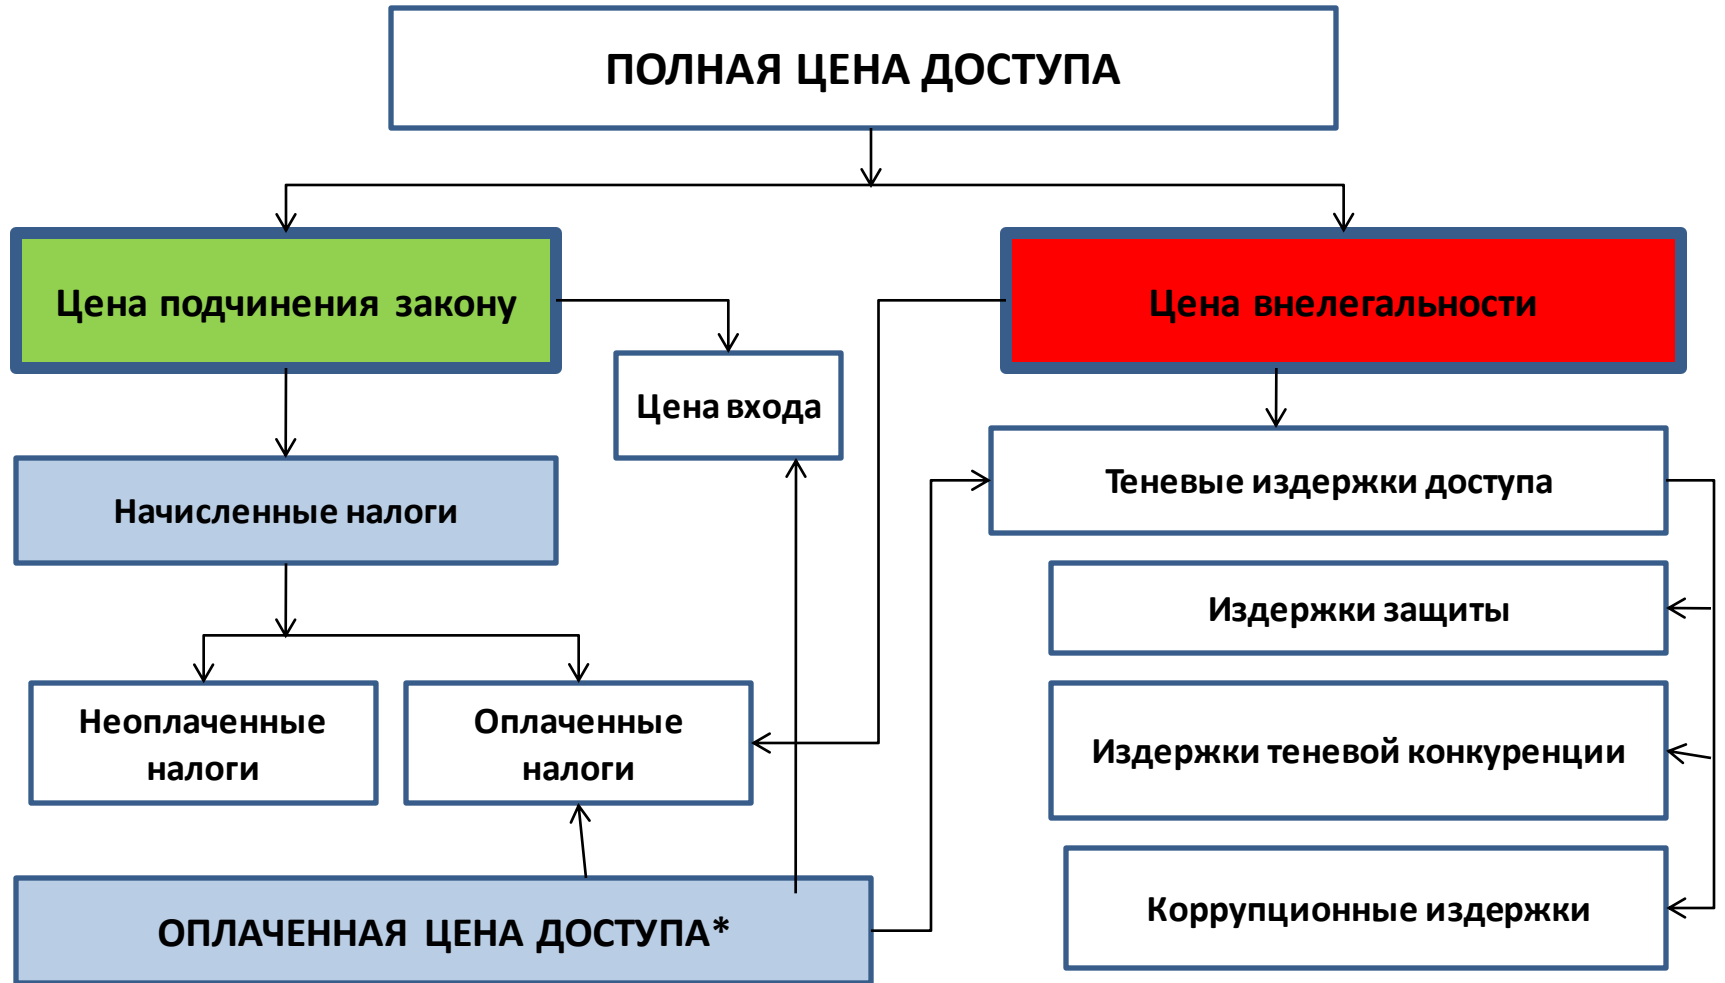 ПОЛНАЯ ЦЕНА ДОСТУПА
Цена подчинения закону
Цена внелегальности
Цена входа
Начисленные налоги
Теневые издержки доступа
Издержки защиты
Неоплаченные
налоги
Оплаченные
налоги
Издержки теневой конкуренции
ОПЛАЧЕННАЯ ЦЕНА ДОСТУПА*
Коррупционные издержки